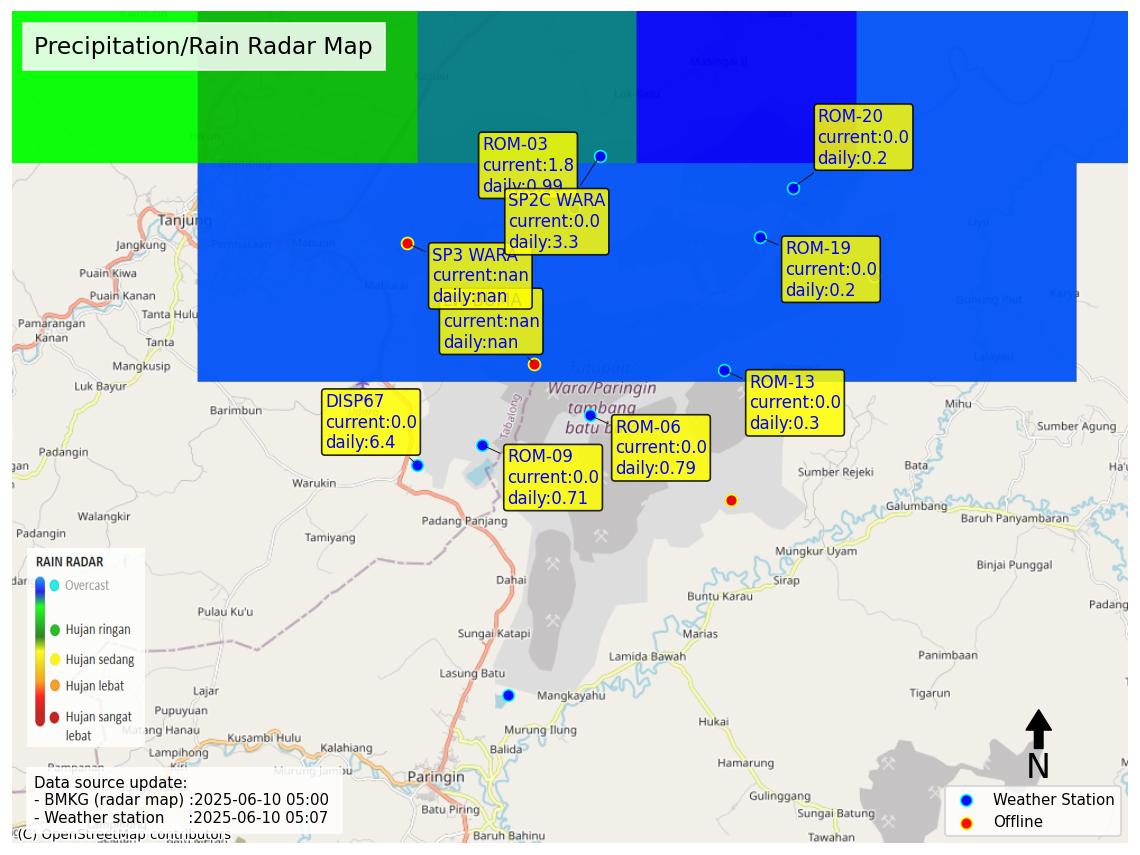 Precipitation/Rain Radar Map
ROM-20
current:0.0
daily:0.2
ROM-03
current:1.8
daily:0.99
SP2C WARA
current:0.0
daily:3.3
Tanjung
Jangkung
ROM-19
current:0.0
daily:0.2
SP3 WARA
current:nan
daily:nan
current:nan
daily:nan
Puain Kiwa
Puain Kanan
Tanta Hulu
Karya
Pamarangan
Kanan
Tanta
Mangkusip
Luk Bayur
Wara/Paringin
tambang
batu b
Tabalong
ROM-13
current:0.0
daily:0.3
DISP67
current:0.0
daily:6.4
ROM-06
current:0.0
daily:0.79
ROM-09
current:0.0
daily:0.71
Barimbun
Mihu
Sumber Agung
Padangin
Bata
Sumber Rejeki
Warukin
Galumbang
Baruh Panyambaran
Walangkir
Padang Panjang
Padangin
Tamiyang
Mungkur Uyam
Binjai Punggal
Dahai
Sirap
Buntu Karau
Padang
Pulau Ku'u
Sungai Katapi
Marias
Lamida Bawah
Panimbaan
Lasung Batu
Lajar
Mangkayahu
Tigarun
Pupuyuan
Matang Hanau
Murung Ilung
Hukai
Kusambi Hulu
Kalahiang
Balida
Lampihong
Hamarung
Murung Jambu
Paringin
Gulinggang
Batu Piring
Sungai Batung
Baruh Bahinu
Tawahan
RAIN RADAR
Overcast
Hujan ringan
Hujan sedang
Hujan lebat
Hujan sangat
lebat
Data source update:
- BMKG (radar map) :2025-06-10 05:00
- Weather station :2025-06-10 05:07
(C) OpenStreetMap contributors
N
Weather Station
Offline